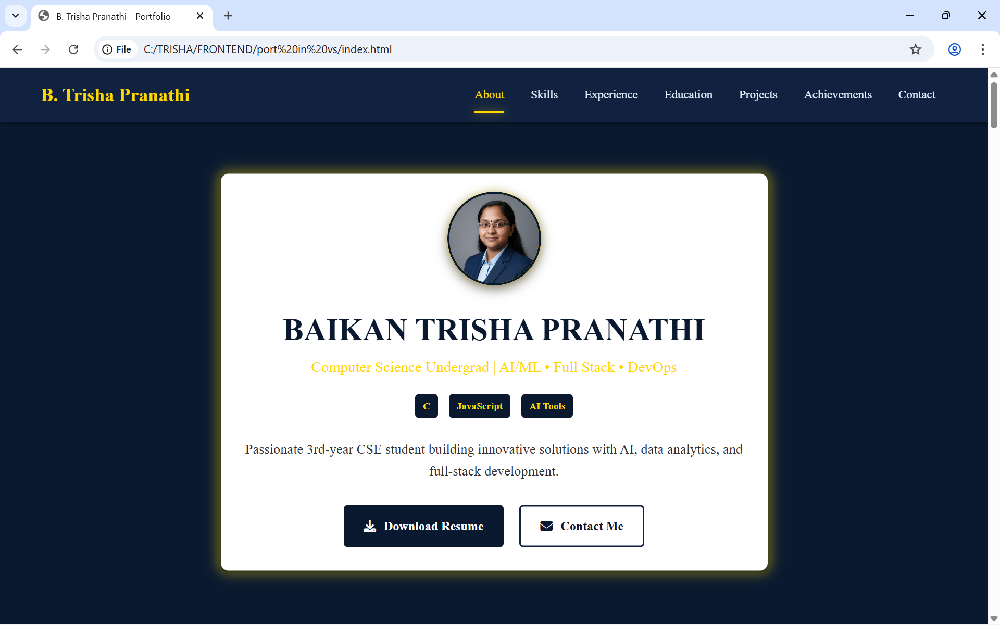 B. Trisha Pranathi - Portfolio
File C:/TRISHA/FRONTEND/port%20in%20vs/index.html
B. Trisha Pranathi
About Skills Experience Education Projects Achievements Contact
BAIKAN TRISHA PRANATHI
Computer Science Undergrad | AI/ML • Full Stack • DevOps
C JavaScript AI Tools
Passionate 3rd-year CSE student building innovative solutions with AI, data analytics, and
full-stack development.
Download Resume Contact Me